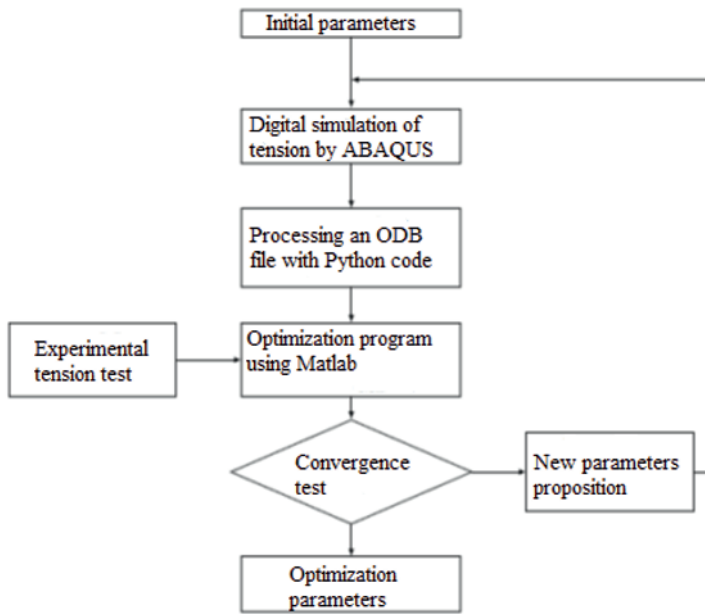 Initial parameters
Digital simulation of
tension by ABAQUS
Processing an ODB
file with Python code
Experimental
tension test
Optimization program
using Matlab
Convergence
test
New parameters
proposition
Optimization
parameters